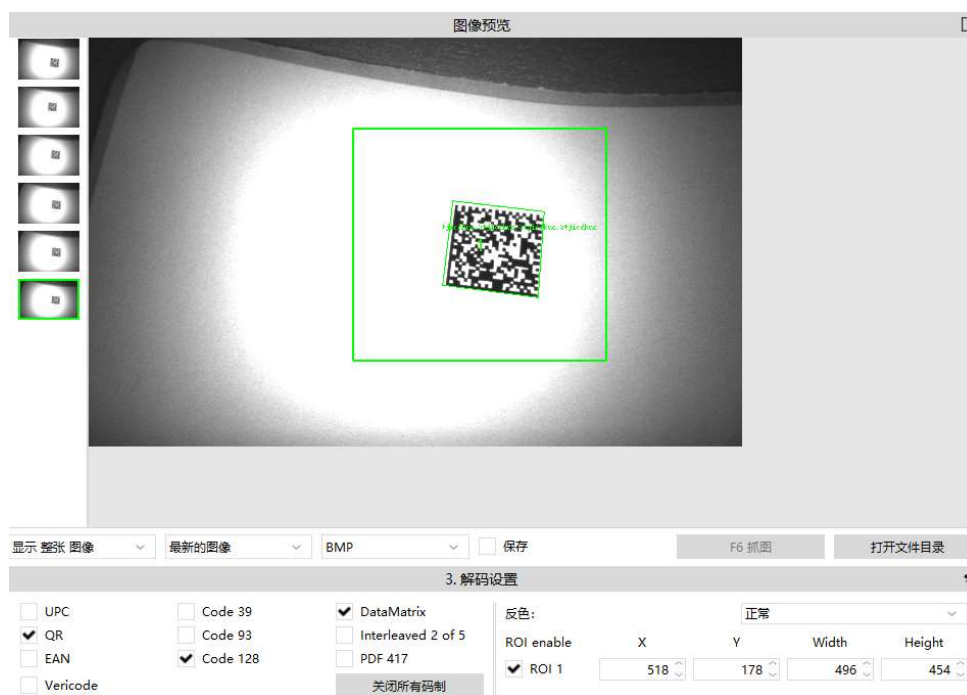 图像预览
显示 整张 图像
最新的图像
BMP
保存
F6 抓图
打开文件目录
3. 解码设置
UPC
Code 39
DataMatrix
反色:
正常
QR
Code 93
Interleaved 2 of 5
ROI enable
X
Y
Width
Height
EAN
Code 128
PDF 417
ROI 1
518
178
496
454
Vericode
关闭所有码制